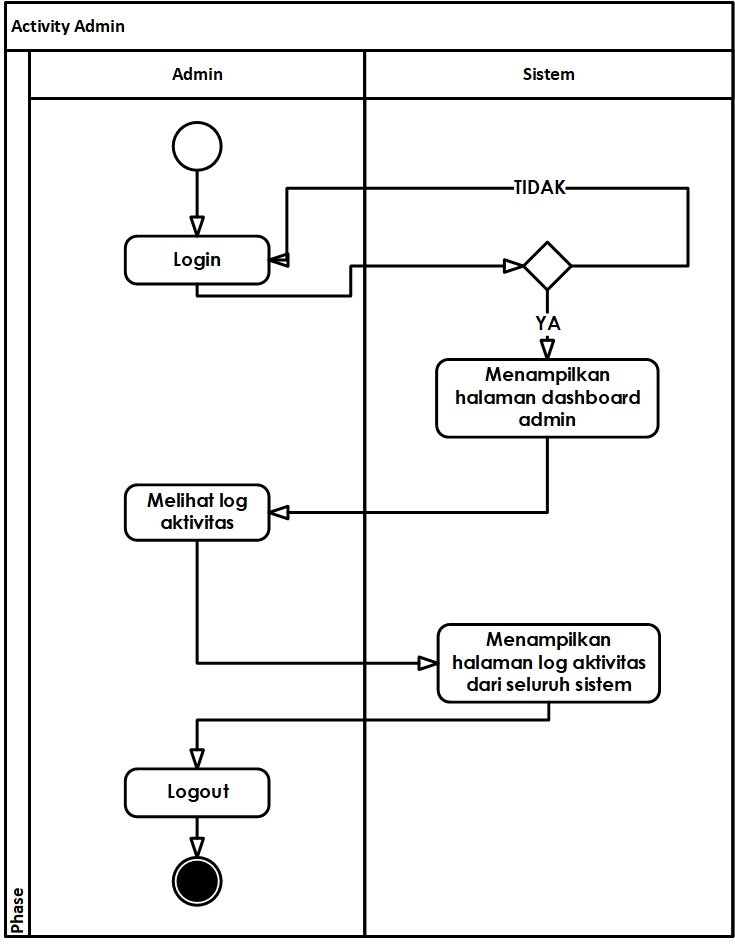 Activity Admin
Admin
Sistem
TIDAK
Login
YA
Menampilkan
halaman dashboard
admin
Melihat log
aktivitas
Menampilkan
halaman log aktivitas
dari seluruh sistem
Logout
Phase